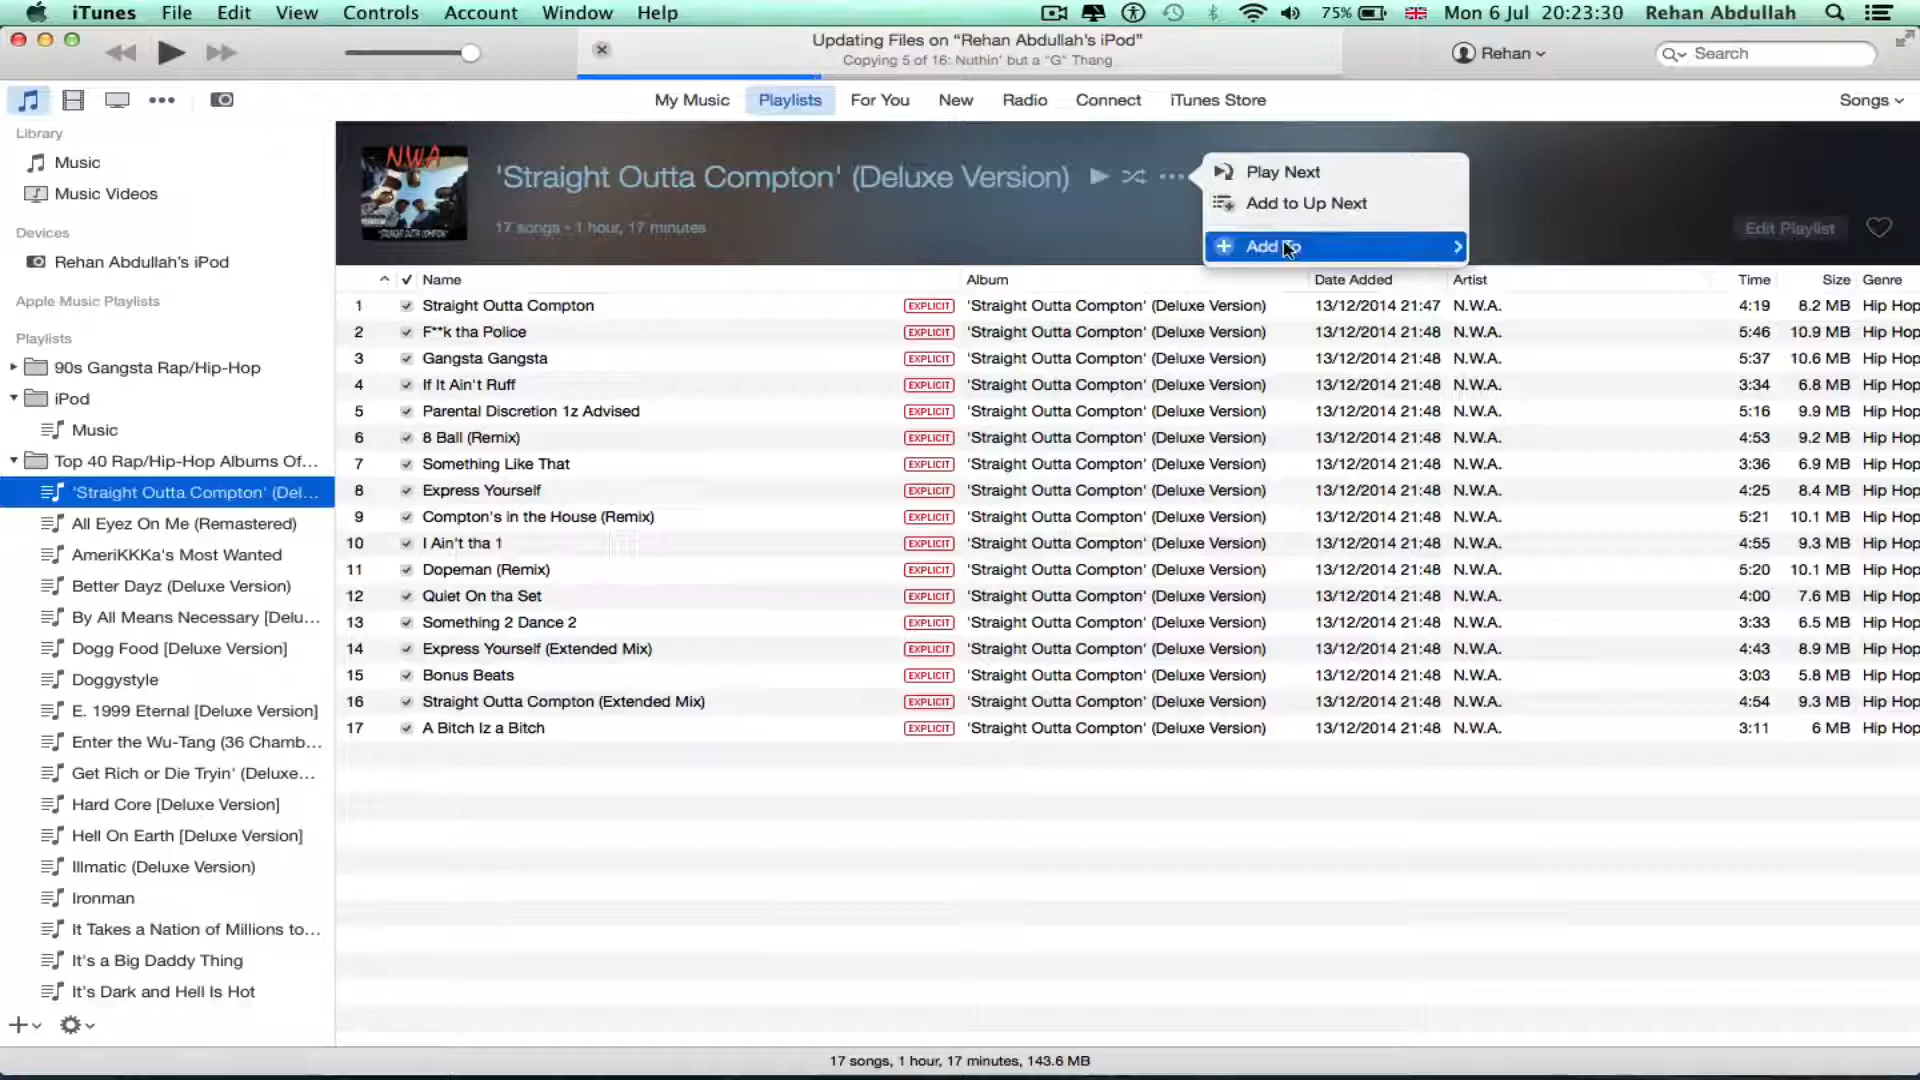 iTunes File Edit View Controls Account Window Help 75% Mon 6 Jul 20:23:30 Rehan Abdullah
Updating Files on “Rehan Abdullah’s iPod”
Copying 5 of 16: Nuthin’ but a “G” Thang
Rehan
Search
My Music Playlists For You New Radio Connect iTunes Store Songs
Library
Music
Music Videos
Devices
Rehan Abdullah’s iPod
Apple Music Playlists
Playlists
90s Gangsta Rap/Hip-Hop
iPod
Music
Top 40 Rap/Hip-Hop Albums Of...
'Straight Outta Compton' (Del...
All Eyez On Me (Remastered)
AmeriKKKa's Most Wanted
Better Dayz (Deluxe Version)
By All Means Necessary [Delu...
Dogg Food [Deluxe Version]
Doggystyle
E. 1999 Eternal [Deluxe Version]
Enter the Wu-Tang (36 Chamb...
Get Rich or Die Tryin' (Deluxe...
Hard Core [Deluxe Version]
Hell On Earth [Deluxe Version]
Illmatic (Deluxe Version)
Ironman
It Takes a Nation of Millions to...
It's a Big Daddy Thing
It's Dark and Hell Is Hot
N.W.A
'Straight Outta Compton' (Deluxe Version)
17 songs • 1 hour, 17 minutes
Play Next
Add to Up Next
Add To
Edit Playlist
Name Album Date Added Artist Time Size Genre
1 Straight Outta Compton EXPLICIT 'Straight Outta Compton' (Deluxe Version) 13/12/2014 21:47 N.W.A. 4:19 8.2 MB Hip Hop
2 F**k tha Police EXPLICIT 'Straight Outta Compton' (Deluxe Version) 13/12/2014 21:48 N.W.A. 5:46 10.9 MB Hip Hop
3 Gangsta Gangsta EXPLICIT 'Straight Outta Compton' (Deluxe Version) 13/12/2014 21:48 N.W.A. 5:37 10.6 MB Hip Hop
4 If It Ain't Ruff EXPLICIT 'Straight Outta Compton' (Deluxe Version) 13/12/2014 21:48 N.W.A. 3:34 6.8 MB Hip Hop
5 Parental Discretion 1z Advised EXPLICIT 'Straight Outta Compton' (Deluxe Version) 13/12/2014 21:48 N.W.A. 5:16 9.9 MB Hip Hop
6 8 Ball (Remix) EXPLICIT 'Straight Outta Compton' (Deluxe Version) 13/12/2014 21:48 N.W.A. 4:53 9.2 MB Hip Hop
7 Something Like That EXPLICIT 'Straight Outta Compton' (Deluxe Version) 13/12/2014 21:48 N.W.A. 3:36 6.9 MB Hip Hop
8 Express Yourself EXPLICIT 'Straight Outta Compton' (Deluxe Version) 13/12/2014 21:48 N.W.A. 4:25 8.4 MB Hip Hop
9 Compton's in the House (Remix) EXPLICIT 'Straight Outta Compton' (Deluxe Version) 13/12/2014 21:48 N.W.A. 5:21 10.1 MB Hip Hop
10 I Ain't tha 1 EXPLICIT 'Straight Outta Compton' (Deluxe Version) 13/12/2014 21:48 N.W.A. 4:55 9.3 MB Hip Hop
11 Dopeman (Remix) EXPLICIT 'Straight Outta Compton' (Deluxe Version) 13/12/2014 21:48 N.W.A. 5:20 10.1 MB Hip Hop
12 Quiet On tha Set EXPLICIT 'Straight Outta Compton' (Deluxe Version) 13/12/2014 21:48 N.W.A. 4:00 7.6 MB Hip Hop
13 Something 2 Dance 2 EXPLICIT 'Straight Outta Compton' (Deluxe Version) 13/12/2014 21:48 N.W.A. 3:33 6.5 MB Hip Hop
14 Express Yourself (Extended Mix) EXPLICIT 'Straight Outta Compton' (Deluxe Version) 13/12/2014 21:48 N.W.A. 4:43 8.9 MB Hip Hop
15 Bonus Beats EXPLICIT 'Straight Outta Compton' (Deluxe Version) 13/12/2014 21:48 N.W.A. 3:03 5.8 MB Hip Hop
16 Straight Outta Compton (Extended Mix) EXPLICIT 'Straight Outta Compton' (Deluxe Version) 13/12/2014 21:48 N.W.A. 4:54 9.3 MB Hip Hop
17 A Bitch Iz a Bitch EXPLICIT 'Straight Outta Compton' (Deluxe Version) 13/12/2014 21:48 N.W.A. 3:11 6 MB Hip Hop
17 songs, 1 hour, 17 minutes, 143.6 MB